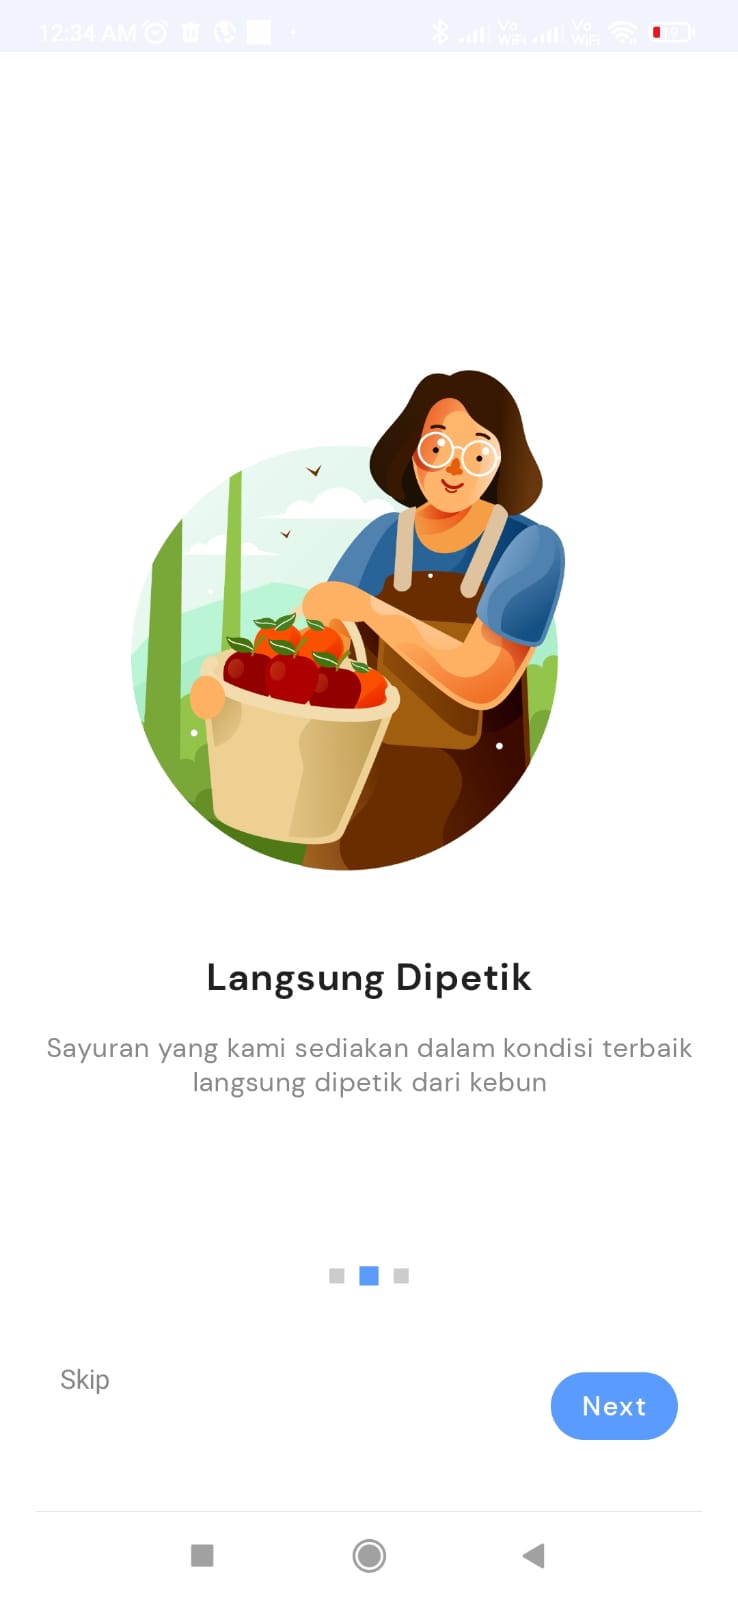 12:34 AM
Vo
WiFi
Vo
WiFi
19
Langsung Dipetik
Sayuran yang kami sediakan dalam kondisi terbaik
langsung dipetik dari kebun
Skip
Next